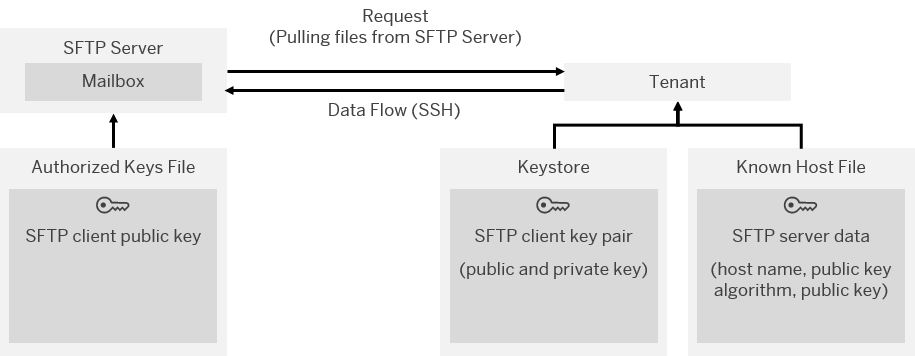 Request
(Pulling files from SFTP Server)
SFTP Server
Mailbox
Tenant
Data Flow (SSH)
Authorized Keys File
SFTP client public key
Keystore
SFTP client key pair
(public and private key)
Known Host File
SFTP server data
(host name, public key
algorithm, public key)